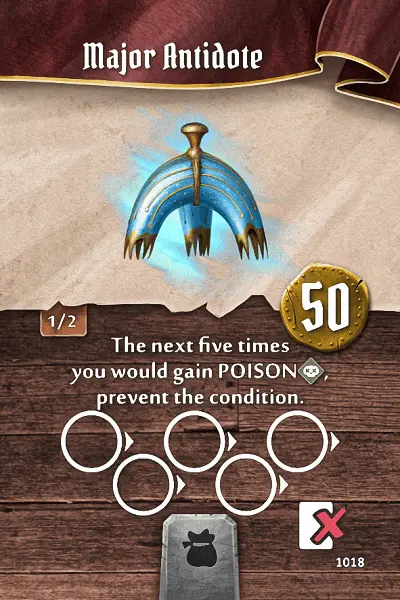 Major Antidote
50
1/2
The next five times
you would gain POISON,
prevent the condition.
1018